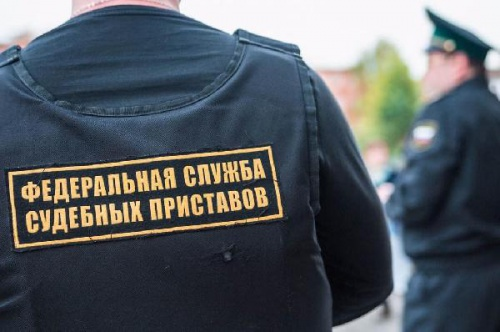 ФЕДЕРАЛЬНАЯ СЛУЖБА
СУДЕБНЫХ ПРИСТАВОВ